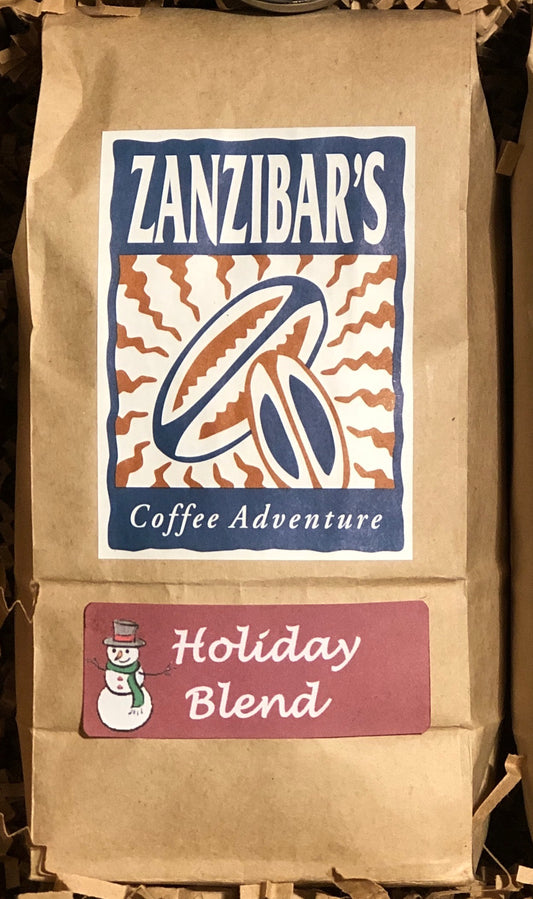 ZANZIBAR'S
Coffee Adventure
Holiday
Blend